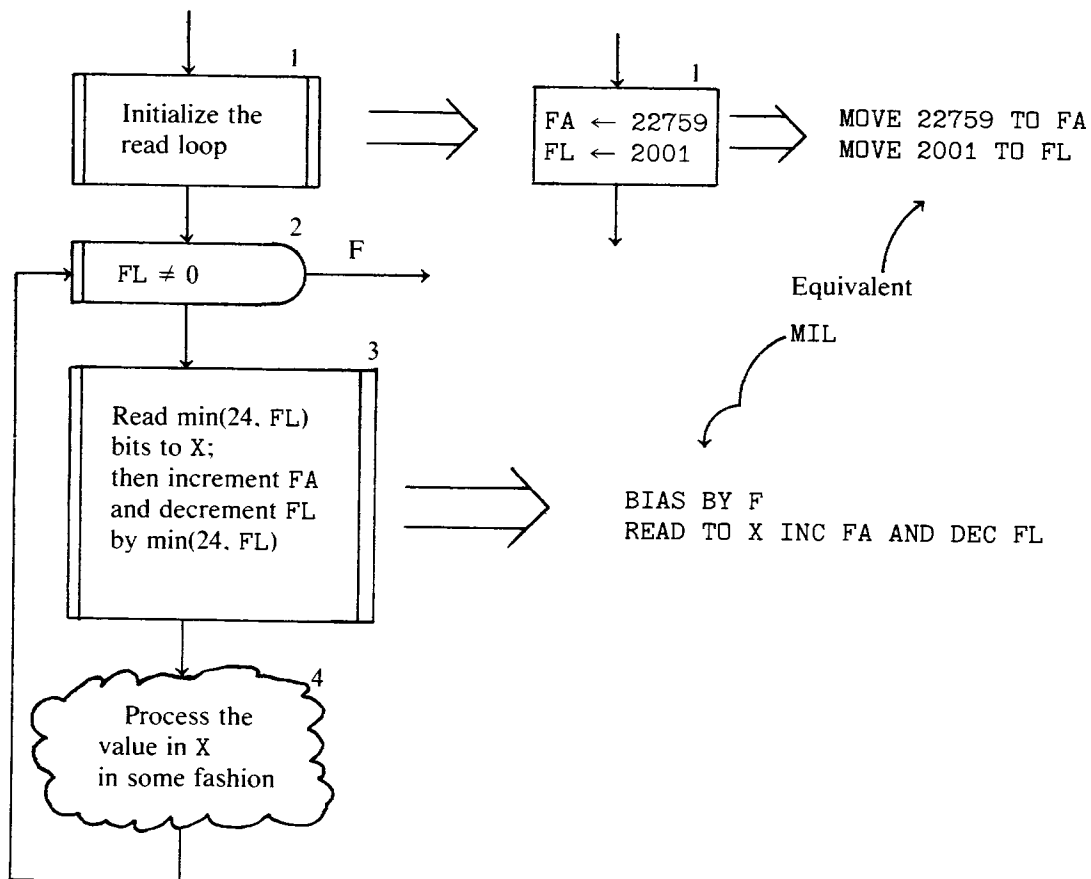 1
Initialize the
read loop
1
FA ← 22759
FL ← 2001
MOVE 22759 TO FA
MOVE 2001 TO FL
2
FL ≠ 0
F
Equivalent
MIL
3
Read min(24, FL)
bits to X;
then increment FA
and decrement FL
by min(24, FL)
BIAS BY F
READ TO X INC FA AND DEC FL
4
Process the
value in X
in some fashion